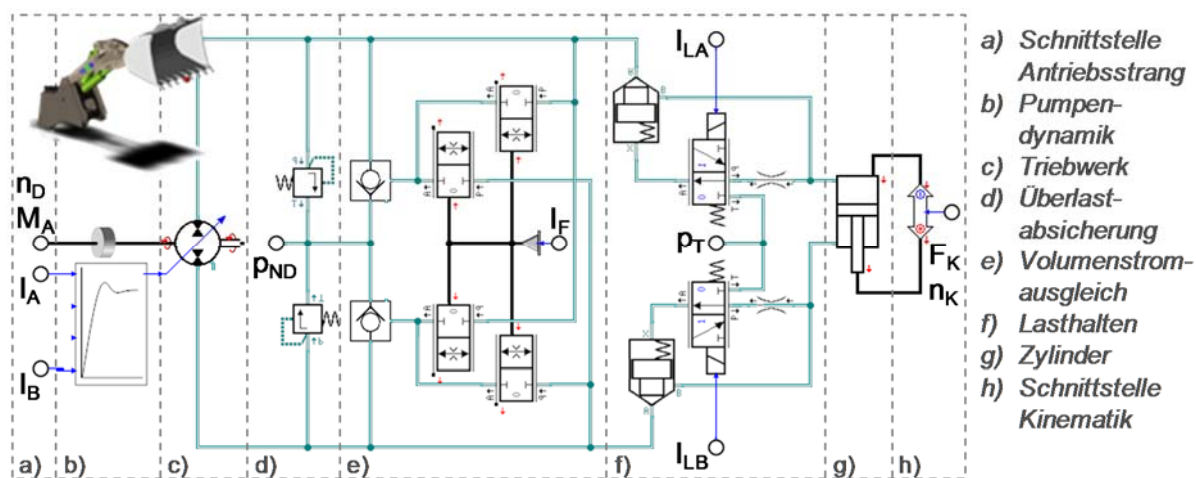 a) Schnittstelle
Antriebsstrang
b) Pumpen-
dynamik
c) Triebwerk
d) Überlast-
absicherung
e) Volumenstrom-
ausgleich
f) Lasthalten
g) Zylinder
h) Schnittstelle
Kinematik
I_LA
n_D
M_A
p_ND
I_F
p_T
F_K
n_K
I_A
I_B
I_LB
a) b) c) d) e) f) g) h)